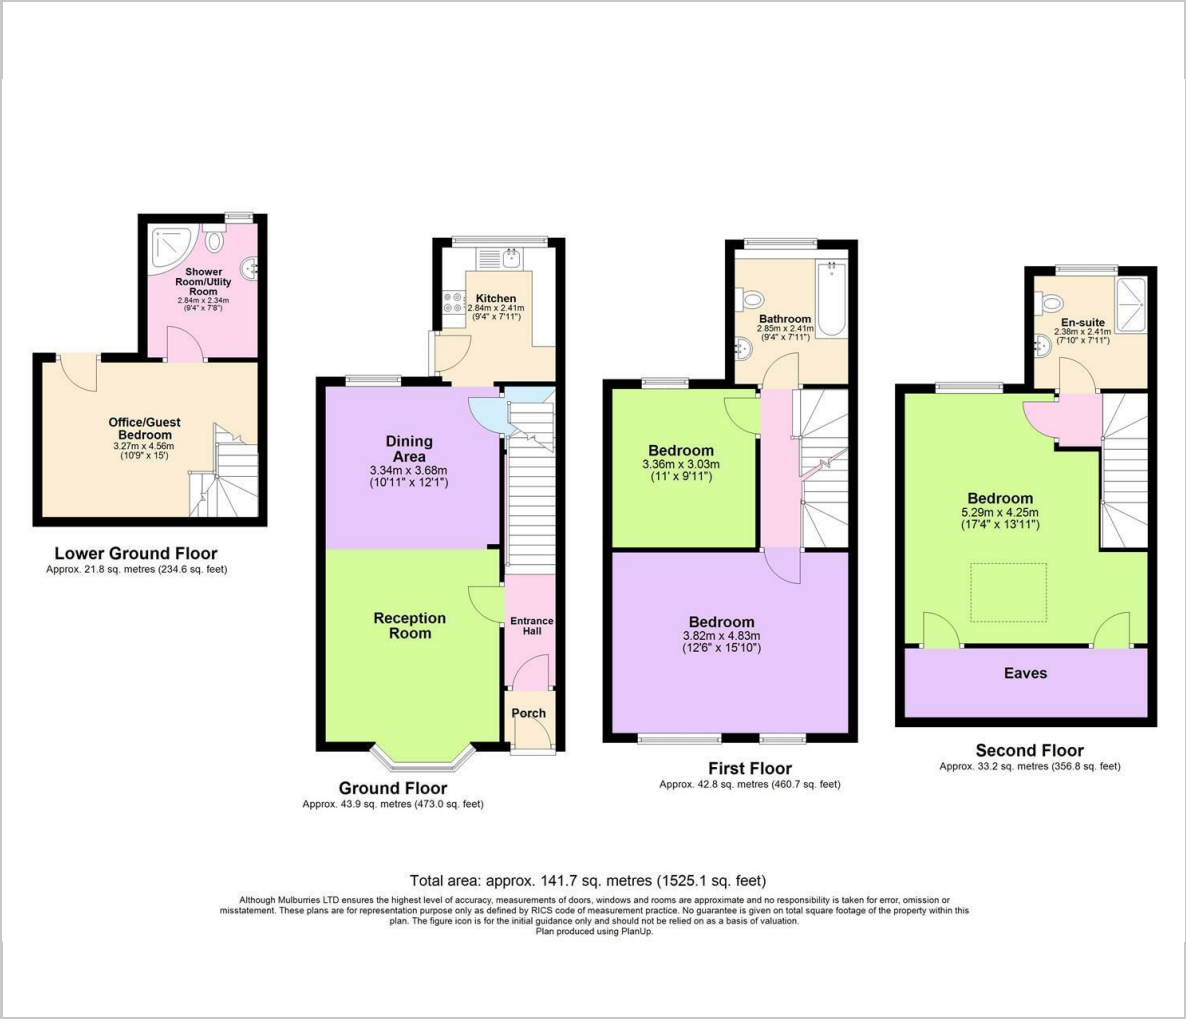 Shower
Room/Utlity
Room
2.84m x 2.34m
(9'4" x 7'8")
Office/Guest
Bedroom
3.27m x 4.56m
(10'9" x 15')
Lower Ground Floor
Approx. 21.8 sq. metres (234.6 sq. feet)
Kitchen
2.84m x 2.41m
(9'4" x 7'11")
Dining
Area
3.34m x 3.68m
(10'11" x 12'1")
Reception
Room
Entrance
Hall
Porch
Ground Floor
Approx. 43.9 sq. metres (473.0 sq. feet)
Bathroom
2.85m x 2.41m
(9'4" x 7'11")
Bedroom
3.36m x 3.03m
(11' x 9'11")
Bedroom
3.82m x 4.83m
(12'6" x 15'10")
First Floor
Approx. 42.8 sq. metres (460.7 sq. feet)
En-suite
2.38m x 2.41m
(7'10" x 7'11")
Bedroom
5.29m x 4.25m
(17'4" x 13'11")
Eaves
Second Floor
Approx. 33.2 sq. metres (356.8 sq. feet)
Total area: approx. 141.7 sq. metres (1525.1 sq. feet)
Although Mulburries LTD ensures the highest level of accuracy, measurements of doors, windows and rooms are approximate and no responsibility is taken for error, omission or
misstatement. These plans are for representation purpose only as defined by RICS code of measurement practice. No guarantee is given on total square footage of the property within this
plan. The figure icon is for the initial guidance only and should not be relied on as a basis of valuation.
Plan produced using PlanUp.